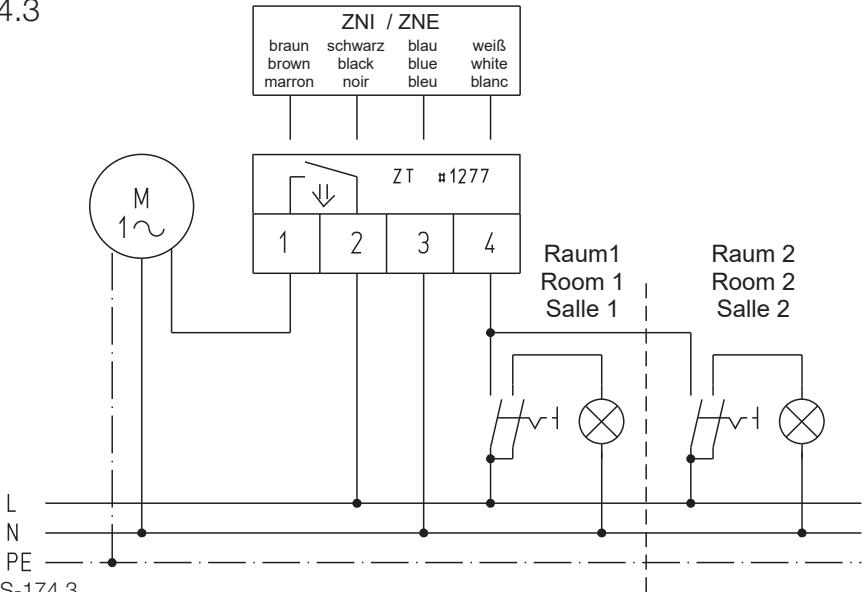 4.3
ZNI / ZNE
braun schwarz blau weiß
brown black blue white
marron noir bleu blanc
ZT #1277
M
1~
1 2 3 4
Raum1
Room 1
Salle 1
Raum 2
Room 2
Salle 2
L
N
PE
S-174.3